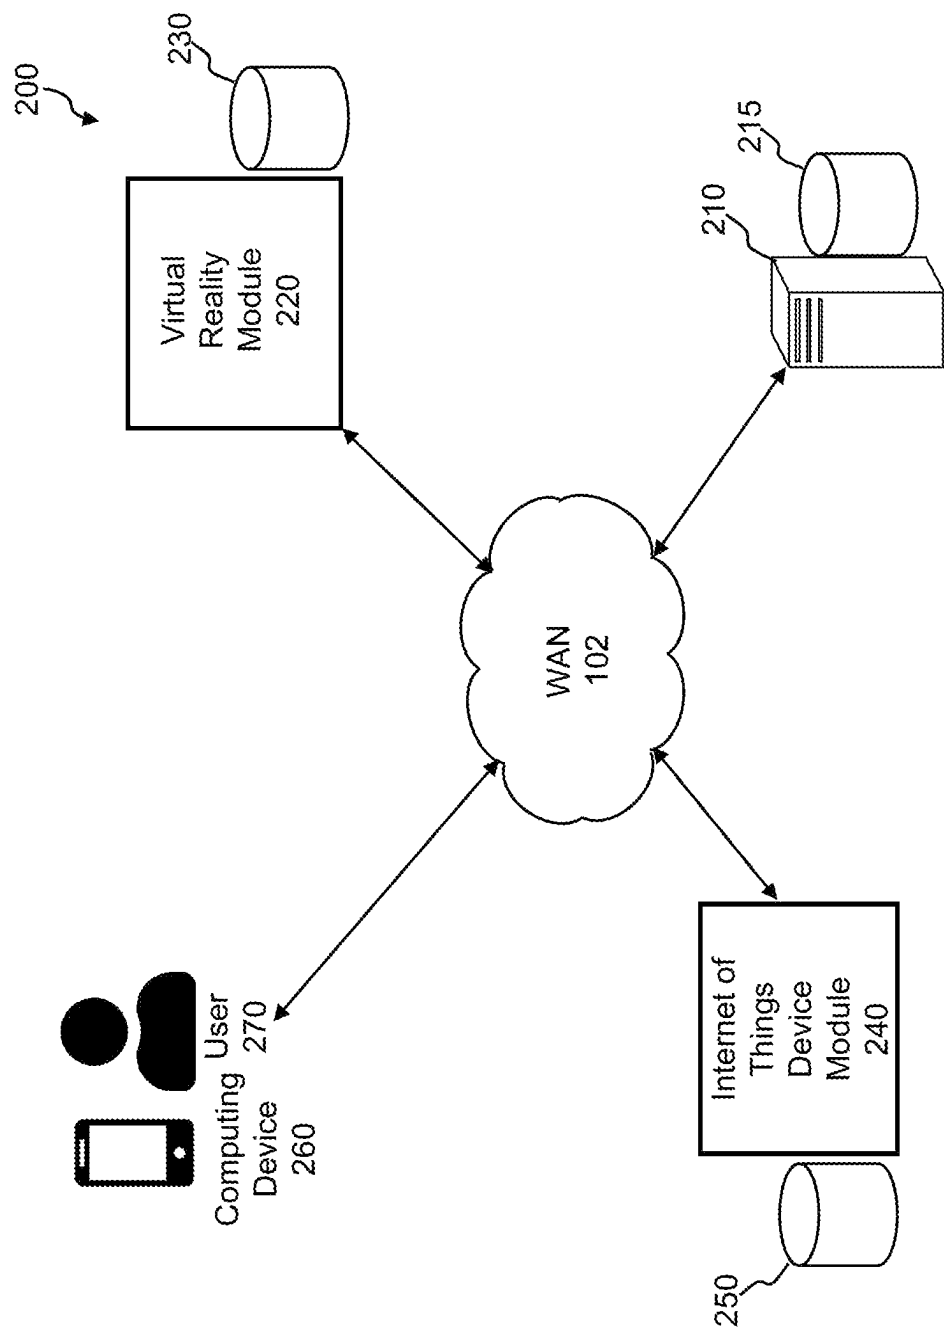 200
230
Virtual
Reality
Module
220
215
210
WAN
102
User
270
Computing
Device
260
Internet of
Things
Device
Module
240
250